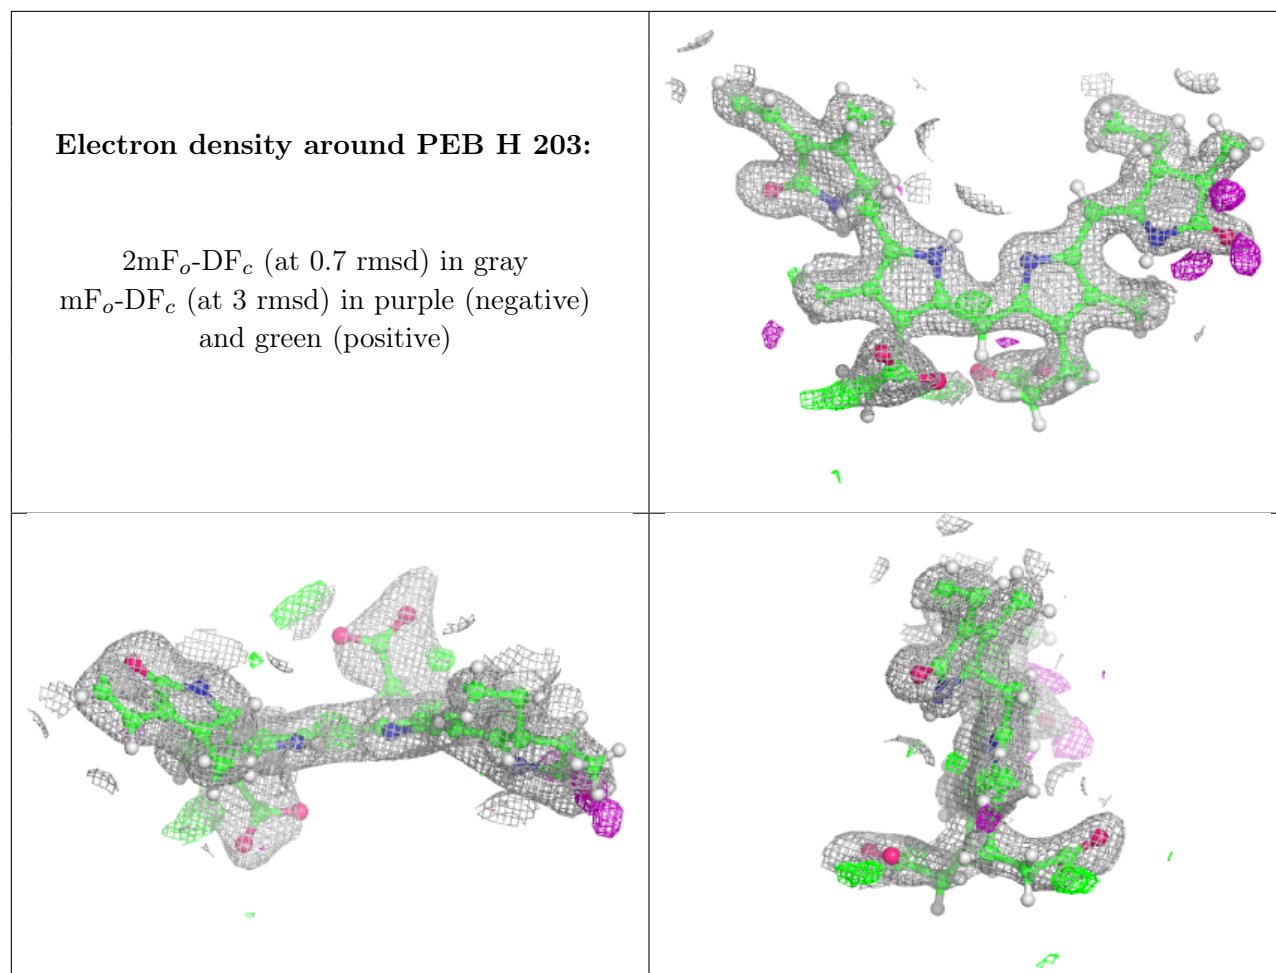 Electron density around PEB H 203:
2mFo-DFc (at 0.7 rmsd) in gray
mFo-DFc (at 3 rmsd) in purple (negative)
and green (positive)